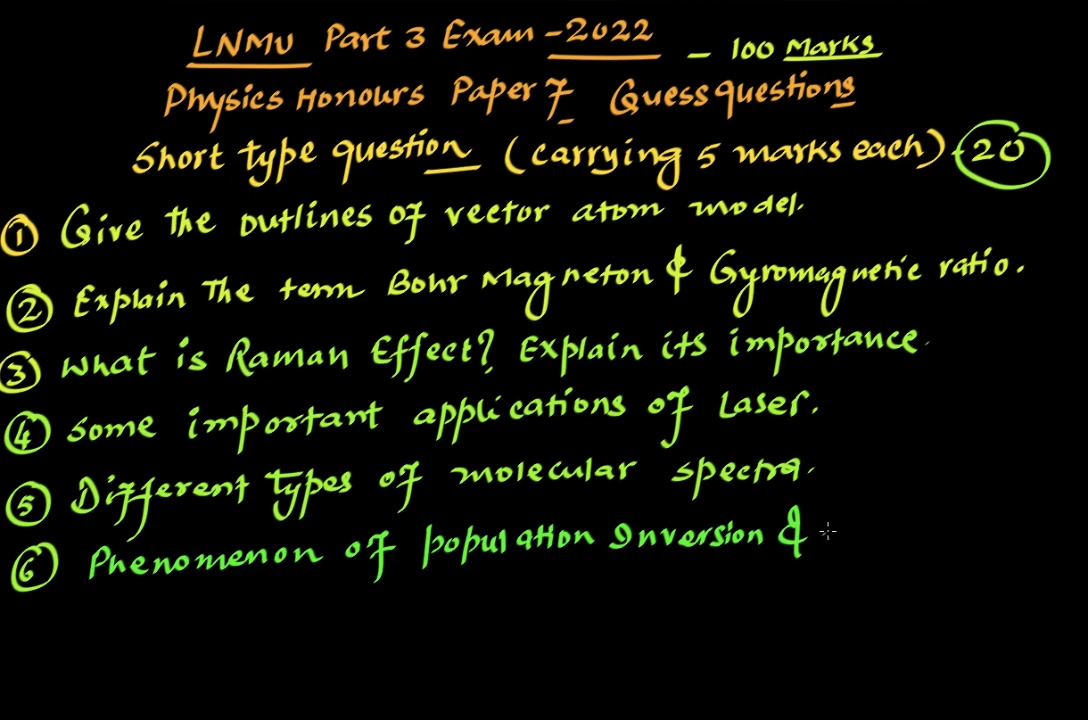 LNMU Part 3 Exam - 2022 - 100 Marks
Physics Honours Paper 7 Guess questions
Short type question (carrying 5 marks each) - 20
1 Give the outlines of vector atom model.
2 Explain The term Bohr Magneton & Gyromagnetic ratio.
3 What is Raman Effect? Explain its importance.
4 Some important applications of Laser.
5 Different types of molecular spectra.
6 Phenomenon of population Inversion &